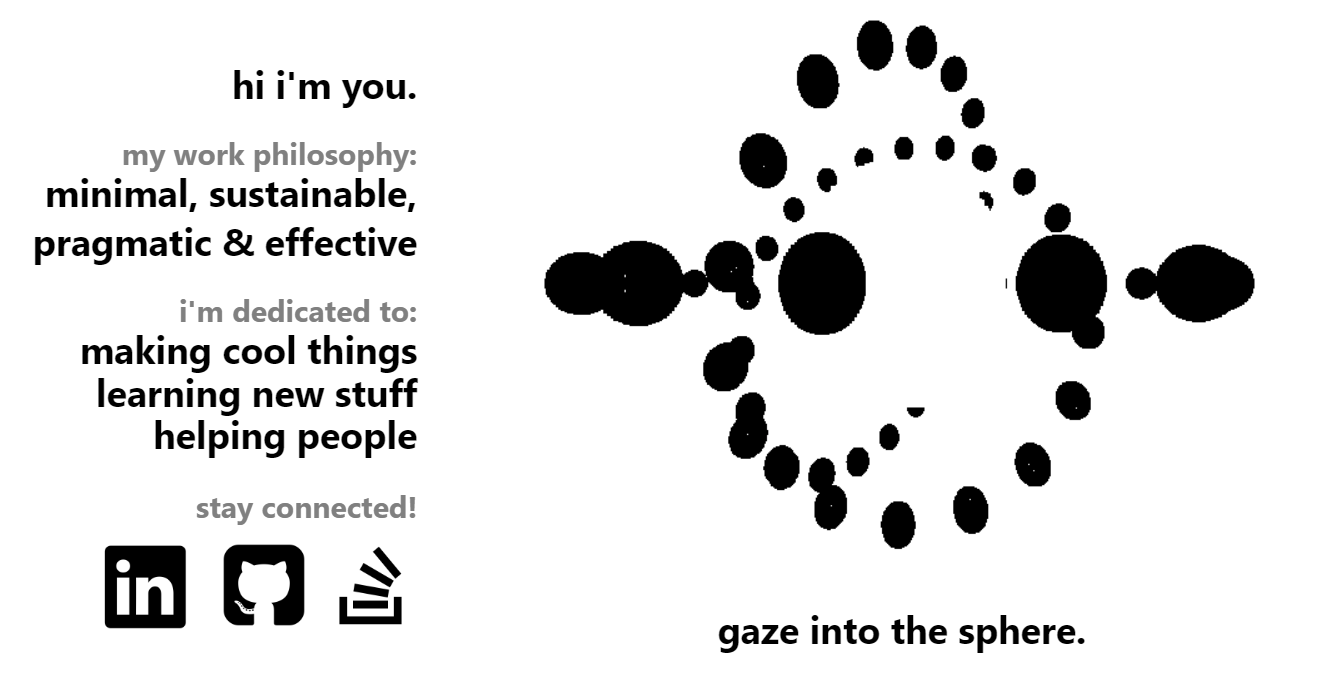 hi i'm you.
my work philosophy:
minimal, sustainable,
pragmatic & effective
i'm dedicated to:
making cool things
learning new stuff
helping people
stay connected!
in
gaze into the sphere.